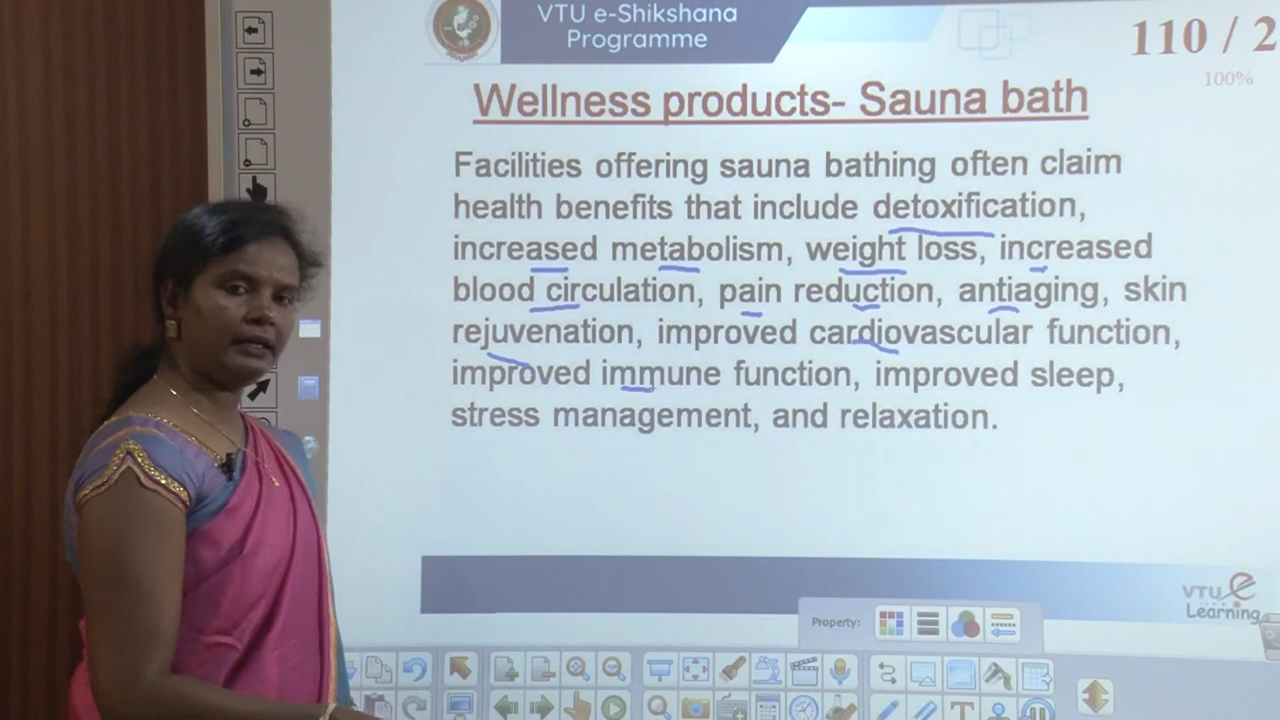 VTU e-Shikshana
Programme
110 / 2
100%
Wellness products- Sauna bath
Facilities offering sauna bathing often claim
health benefits that include detoxification,
increased metabolism, weight loss, increased
blood circulation, pain reduction, antiaging, skin
rejuvenation, improved cardiovascular function,
improved immune function, improved sleep,
stress management, and relaxation.
VTU e
Learning
Property: